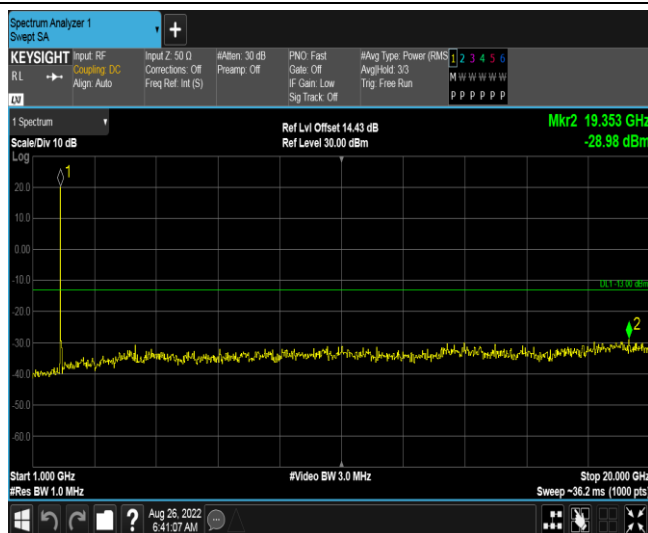 Spectrum Analyzer 1
Swept SA
+
KEYSIGHT
RL
LXI
Input: RF
Coupling: DC
Align: Auto
Input Z: 50 Ω
Corrections: Off
Freq Ref: Int (S)
#Atten: 30 dB
Preamp: Off
PNO: Fast
Gate: Off
IF Gain: Low
Sig Track: Off
#Avg Type: Power (RMS
Avg|Hold: 3/3
Trig: Free Run
1 2 3 4 5 6
M W W W W W
P P P P P P
1 Spectrum
Scale/Div 10 dB
Ref Lvl Offset 14.43 dB
Ref Level 30.00 dBm
Mkr2 19.353 GHz
-28.98 dBm
Log
1
20.0
10.0
0.00
-10.0
DL1 -13.00 dBm
2
-30.0
-40.0
-50.0
-60.0
Start 1.000 GHz
#Video BW 3.0 MHz
Stop 20.000 GHz
#Res BW 1.0 MHz
Sweep ~36.2 ms (1000 pts)
?
Aug 26, 2022
6:41:07 AM